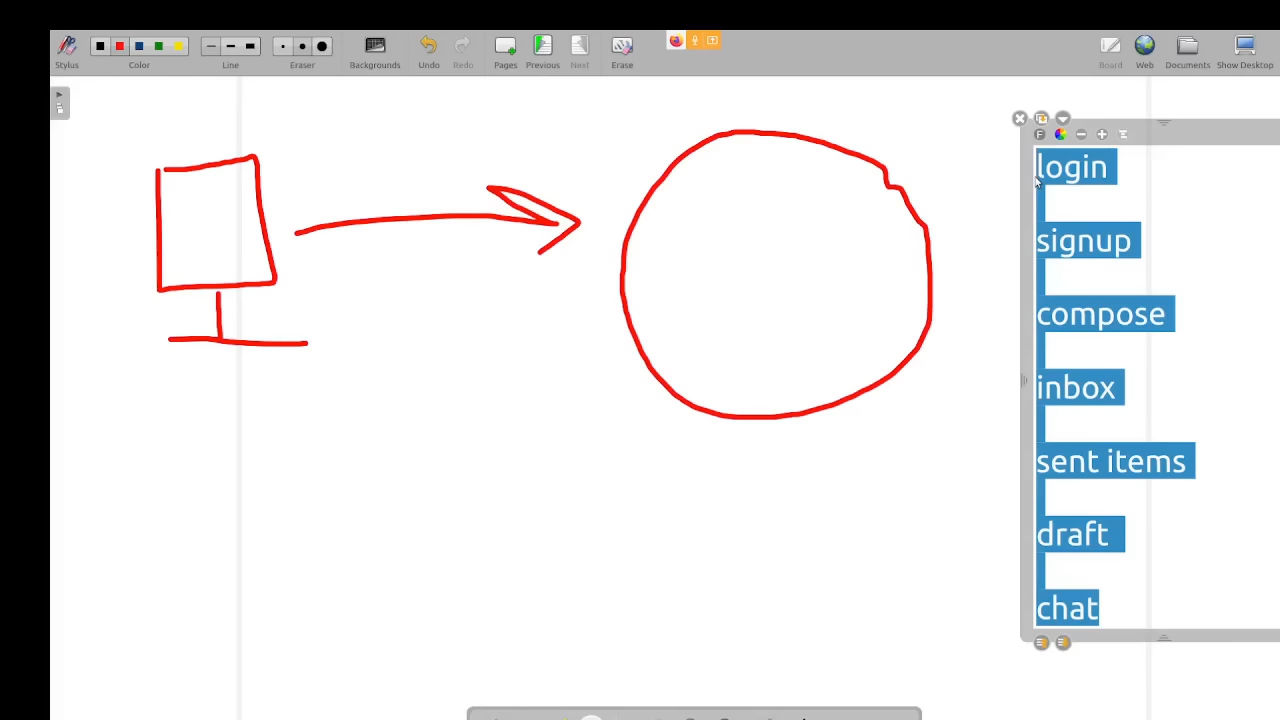 Stylus
Color
Line
Eraser
Backgrounds
Undo
Redo
Pages
Previous
Next
Erase
Board
Web
Documents
Show Desktop
F
login
signup
compose
inbox
sent items
draft
chat